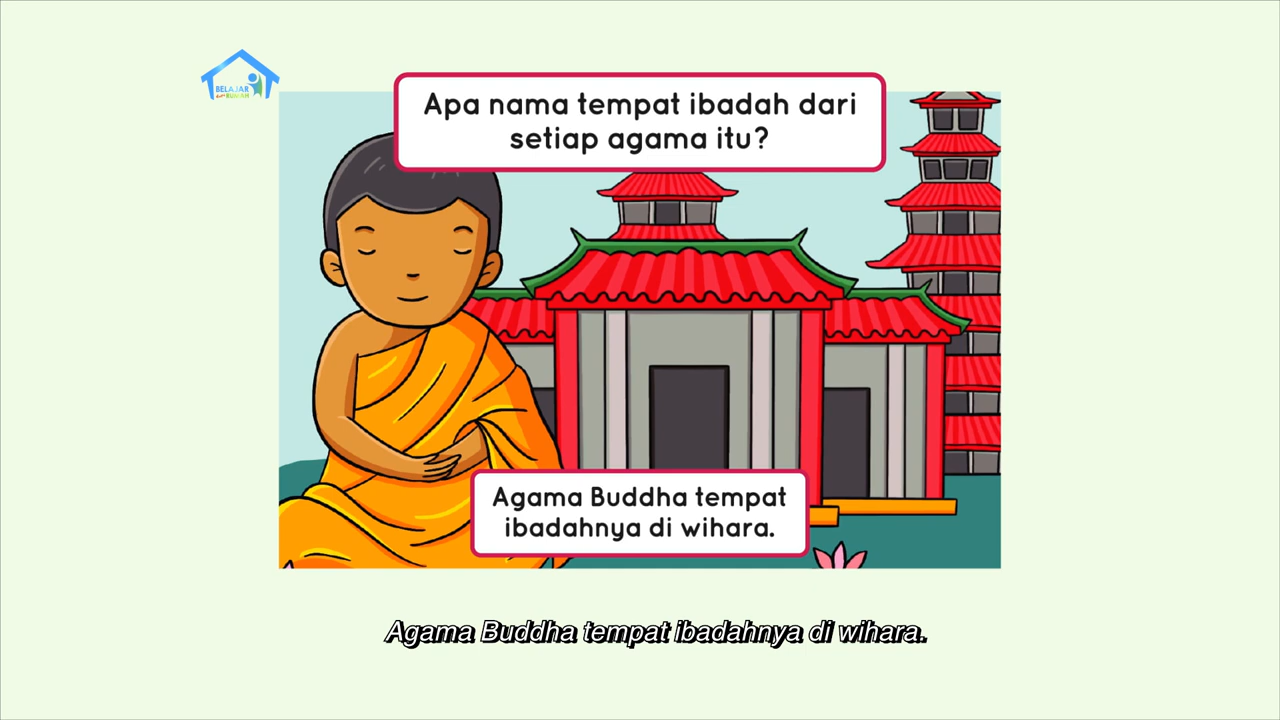 BELAJAR
dari RUMAH
Apa nama tempat ibadah dari
setiap agama itu?
Agama Buddha tempat
ibadahnya di wihara.
Agama Buddha tempat ibadahnya di wihara.